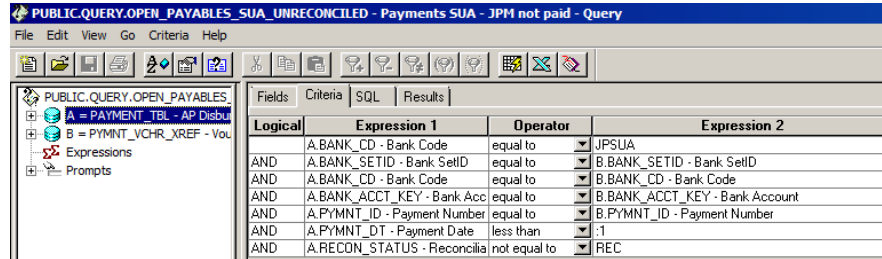 PUBLIC.QUERY.OPEN_PAYABLES_SUA_UNRECONCILED - Payments SUA - JPM not paid - Query
File Edit View Go Criteria Help
PUBLIC.QUERY.OPEN_PAYABLES_
A = PAYMENT_TBL - AP Disbur
B = PYMNT_VCHR_XREF - Vou
Expressions
Prompts
Fields Criteria SQL Results
Logical Expression 1 Operator Expression 2
A.BANK_CD - Bank Code equal to JPSUA
AND A.BANK_SETID - Bank SetID equal to B.BANK_SETID - Bank SetID
AND A.BANK_CD - Bank Code equal to B.BANK_CD - Bank Code
AND A.BANK_ACCT_KEY - Bank Acc equal to B.BANK_ACCT_KEY - Bank Account
AND A.PYMNT_ID - Payment Number equal to B.PYMNT_ID - Payment Number
AND A.PYMNT_DT - Payment Date less than :1
AND A.RECON_STATUS - Reconcilia not equal to REC